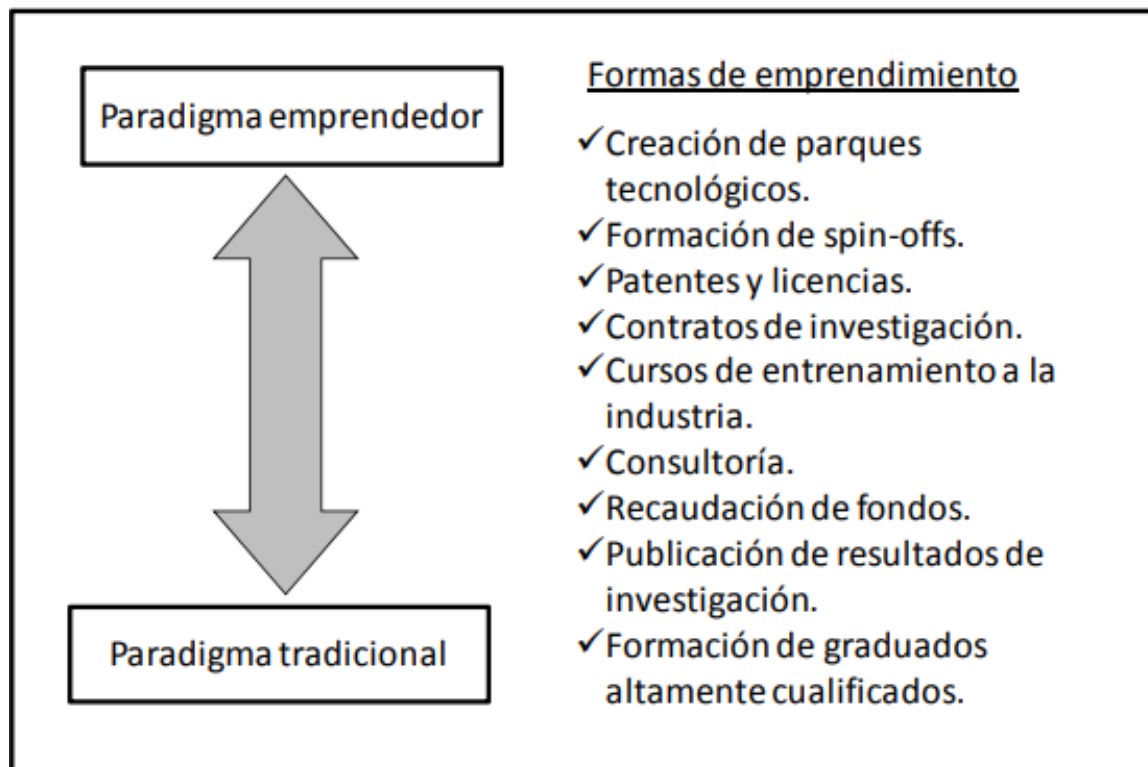 Paradigma emprendedor
Paradigma tradicional
Formas de emprendimiento
✓Creación de parques
tecnológicos.
✓Formación de spin-offs.
✓Patentes y licencias.
✓Contratos de investigación.
✓Cursos de entrenamiento a la
industria.
✓Consultoría.
✓Recaudación de fondos.
✓Publicación de resultados de
investigación.
✓Formación de graduados
altamente cualificados.